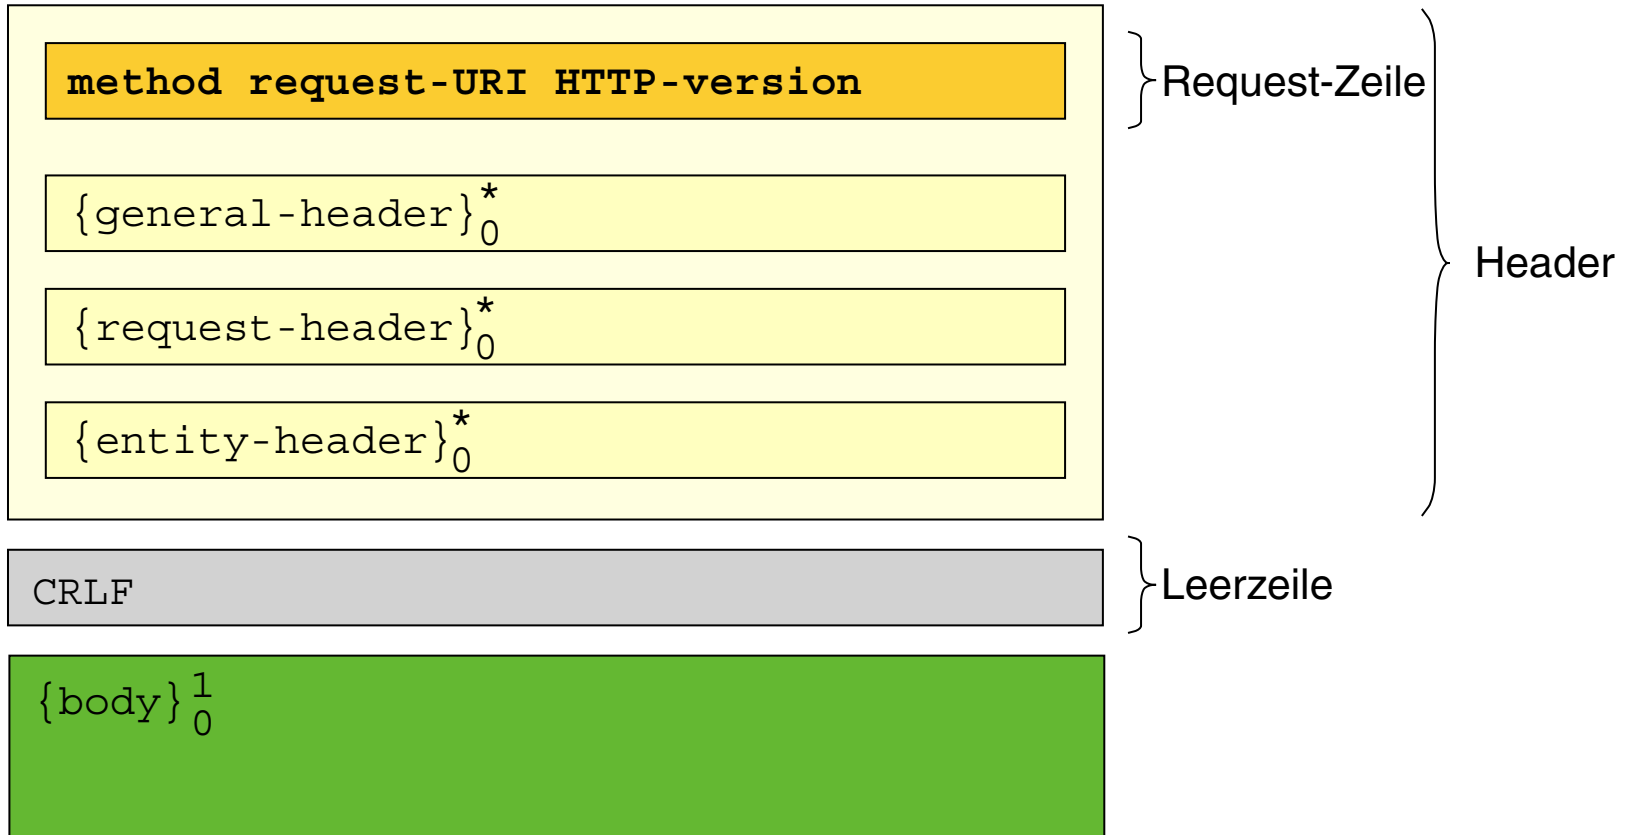 method request-URI HTTP-version
Request-Zeile
{general-header}*0
{request-header}*0
Header
{entity-header}*0
CRLF
Leerzeile
{body}10